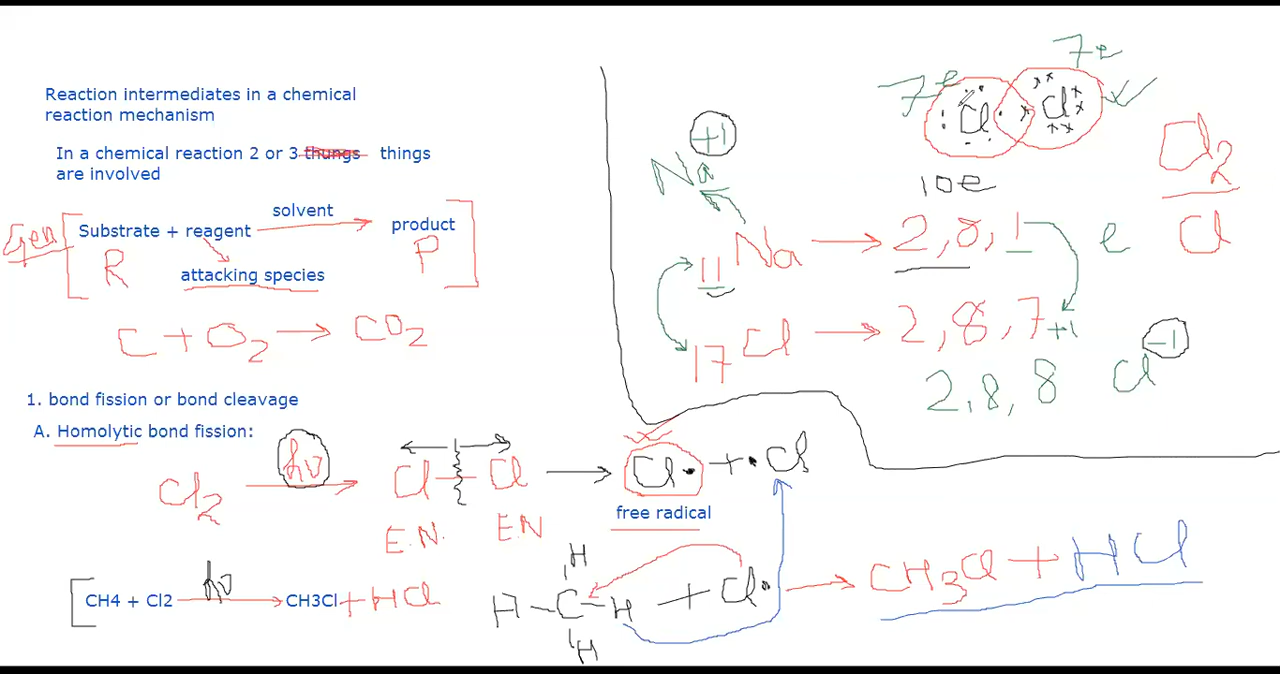 Reaction intermediates in a chemical
reaction mechanism
In a chemical reaction 2 or 3 thungs things
are involved
Gen
Substrate + reagent
solvent
product
R
P
attacking species
C + O2 → CO2
1. bond fission or bond cleavage
A. Homolytic bond fission:
Cl2 hν Cl - Cl → Cl· + ·Cl
E.N. E.N
free radical
CH4 + Cl2 hν → CH3Cl + HCl
H
H - C - H + Cl· → CH3Cl + HCl
H
7e 7e
Cl Cl
Cl2
Cl
10e
Na +1
11 Na → 2, 8, 1 e
17 Cl → 2, 8, 7 +1
2, 8, 8 Cl -1